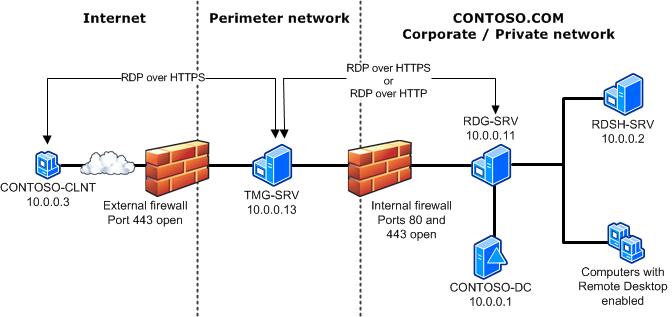 Internet
Perimeter network
CONTOSO.COM
Corporate / Private network
RDP over HTTPS
RDP over HTTPS
or
RDP over HTTP
RDG-SRV
10.0.0.11
RDSH-SRV
10.0.0.2
CONTOSO-CLNT
10.0.0.3
External firewall
Port 443 open
TMG-SRV
10.0.0.13
Internal firewall
Ports 80 and
443 open
CONTOSO-DC
10.0.0.1
Computers with
Remote Desktop
enabled